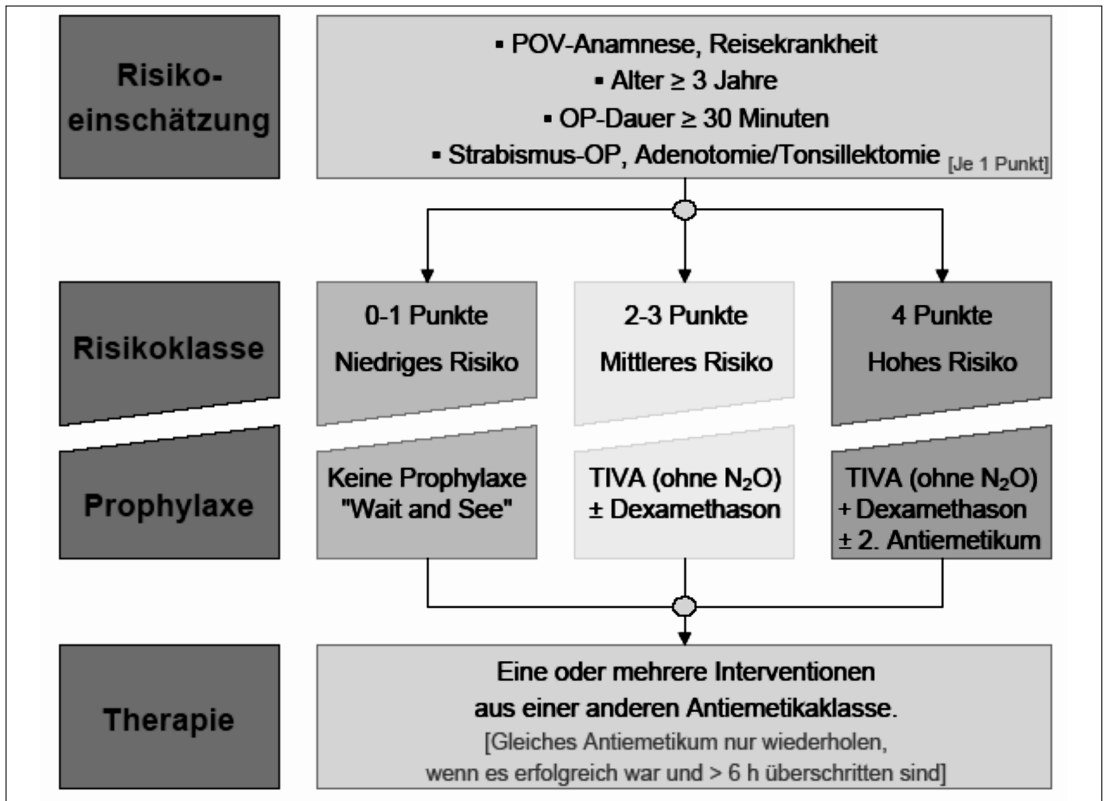 Risiko-
einschätzung
▪ POV-Anamnese, Reisekrankheit
▪ Alter ≥ 3 Jahre
▪ OP-Dauer ≥ 30 Minuten
▪ Strabismus-OP, Adenotomie/Tonsillektomie [Je 1 Punkt]
Risikoklasse
0-1 Punkte
Niedriges Risiko
2-3 Punkte
Mittleres Risiko
4 Punkte
Hohes Risiko
Prophylaxe
Keine Prophylaxe
"Wait and See"
TIVA (ohne N₂O)
± Dexamethason
TIVA (ohne N₂O)
+ Dexamethason
± 2. Antiemetikum
Therapie
Eine oder mehrere Interventionen
aus einer anderen Antiemetikaklasse.
[Gleiches Antiemetikum nur wiederholen,
wenn es erfolgreich war und > 6 h überschritten sind]